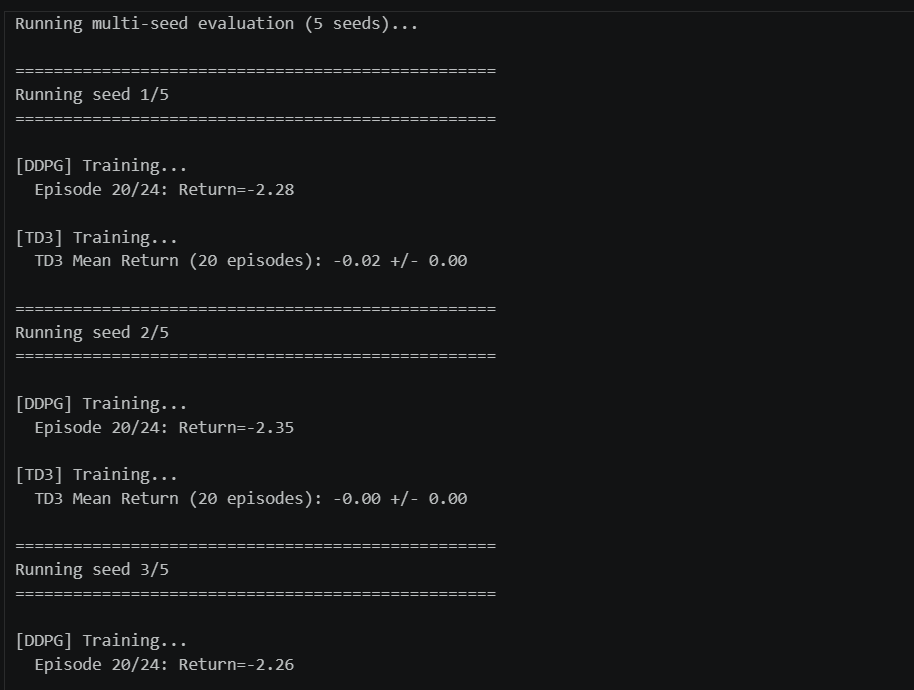 Running multi-seed evaluation (5 seeds)...
==================================================
Running seed 1/5
==================================================
[DDPG] Training...
Episode 20/24: Return=-2.28
[TD3] Training...
TD3 Mean Return (20 episodes): -0.02 +/- 0.00
==================================================
Running seed 2/5
==================================================
[DDPG] Training...
Episode 20/24: Return=-2.35
[TD3] Training...
TD3 Mean Return (20 episodes): -0.00 +/- 0.00
==================================================
Running seed 3/5
==================================================
[DDPG] Training...
Episode 20/24: Return=-2.26